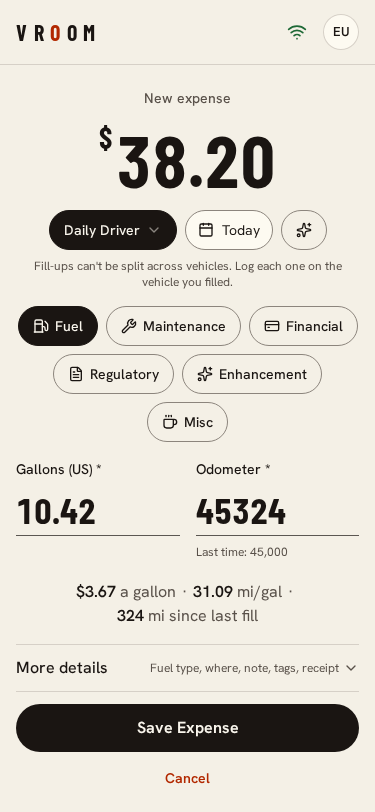 VROOM
EU
New expense
$38.20
Daily Driver
Today
Fill-ups can't be split across vehicles. Log each one on the
vehicle you filled.
Fuel
Maintenance
Financial
Regulatory
Enhancement
Misc
Gallons (US) *
Odometer *
10.42
45324
Last time: 45,000
$3.67 a gallon · 31.09 mi/gal ·
324 mi since last fill
More details
Fuel type, where, note, tags, receipt
Save Expense
Cancel